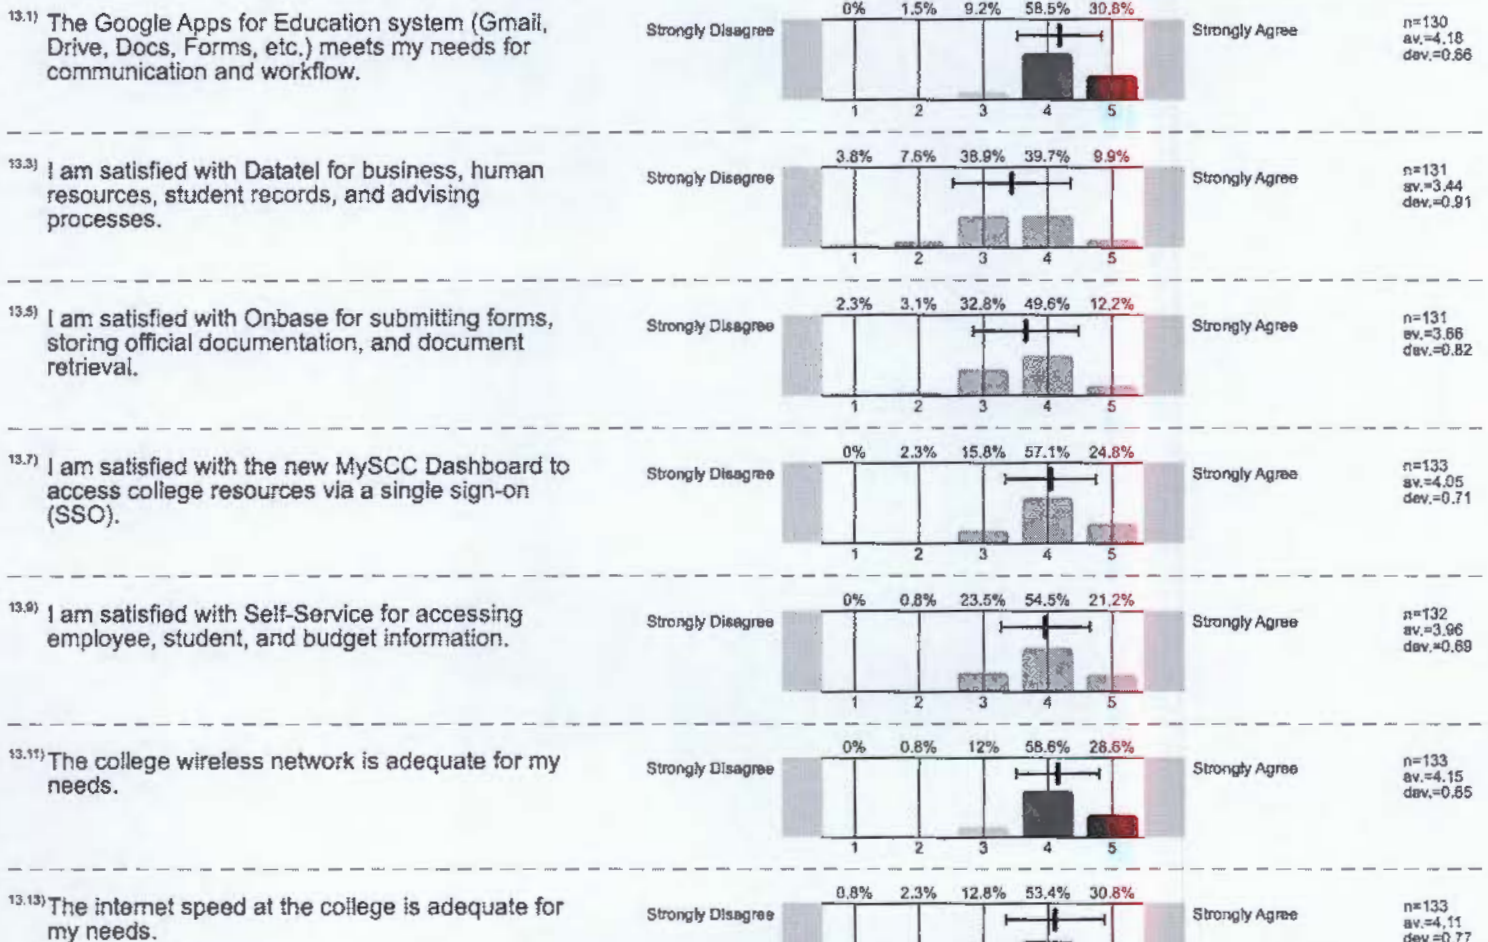 0% 1.5% 9.2% 58.5% 30.8%
13.1) The Google Apps for Education system (Gmail, Strongly Disagree Strongly Agree n=130
Drive, Docs, Forms, etc.) meets my needs for av.=4.18
communication and workflow. dev.=0.66
1 2 3 4 5
3.8% 7.6% 38.9% 39.7% 9.9%
13.3) I am satisfied with Datatel for business, human Strongly Disagree Strongly Agree n=131
resources, student records, and advising av.=3.44
processes. dev.=0.91
1 2 3 4 5
2.3% 3.1% 32.8% 49.6% 12.2%
13.5) I am satisfied with Onbase for submitting forms, Strongly Disagree Strongly Agree n=131
storing official documentation, and document av.=3.66
retrieval. dev.=0.82
1 2 3 4 5
0% 2.3% 15.8% 57.1% 24.8%
13.7) I am satisfied with the new MySCC Dashboard to Strongly Disagree Strongly Agree n=133
access college resources via a single sign-on av.=4.05
(SSO). dev.=0.71
1 2 3 4 5
0% 0.8% 23.5% 54.5% 21.2%
13.9) I am satisfied with Self-Service for accessing Strongly Disagree Strongly Agree n=132
employee, student, and budget information. av.=3.96
dev.=0.69
1 2 3 4 5
0% 0.8% 12% 58.6% 28.6%
13.11) The college wireless network is adequate for my Strongly Disagree Strongly Agree n=133
needs. av.=4.15
dev.=0.65
1 2 3 4 5
0.8% 2.3% 12.8% 53.4% 30.8%
13.13) The internet speed at the college is adequate for Strongly Disagree Strongly Agree n=133
my needs. av.=4.11
dev.=0.77